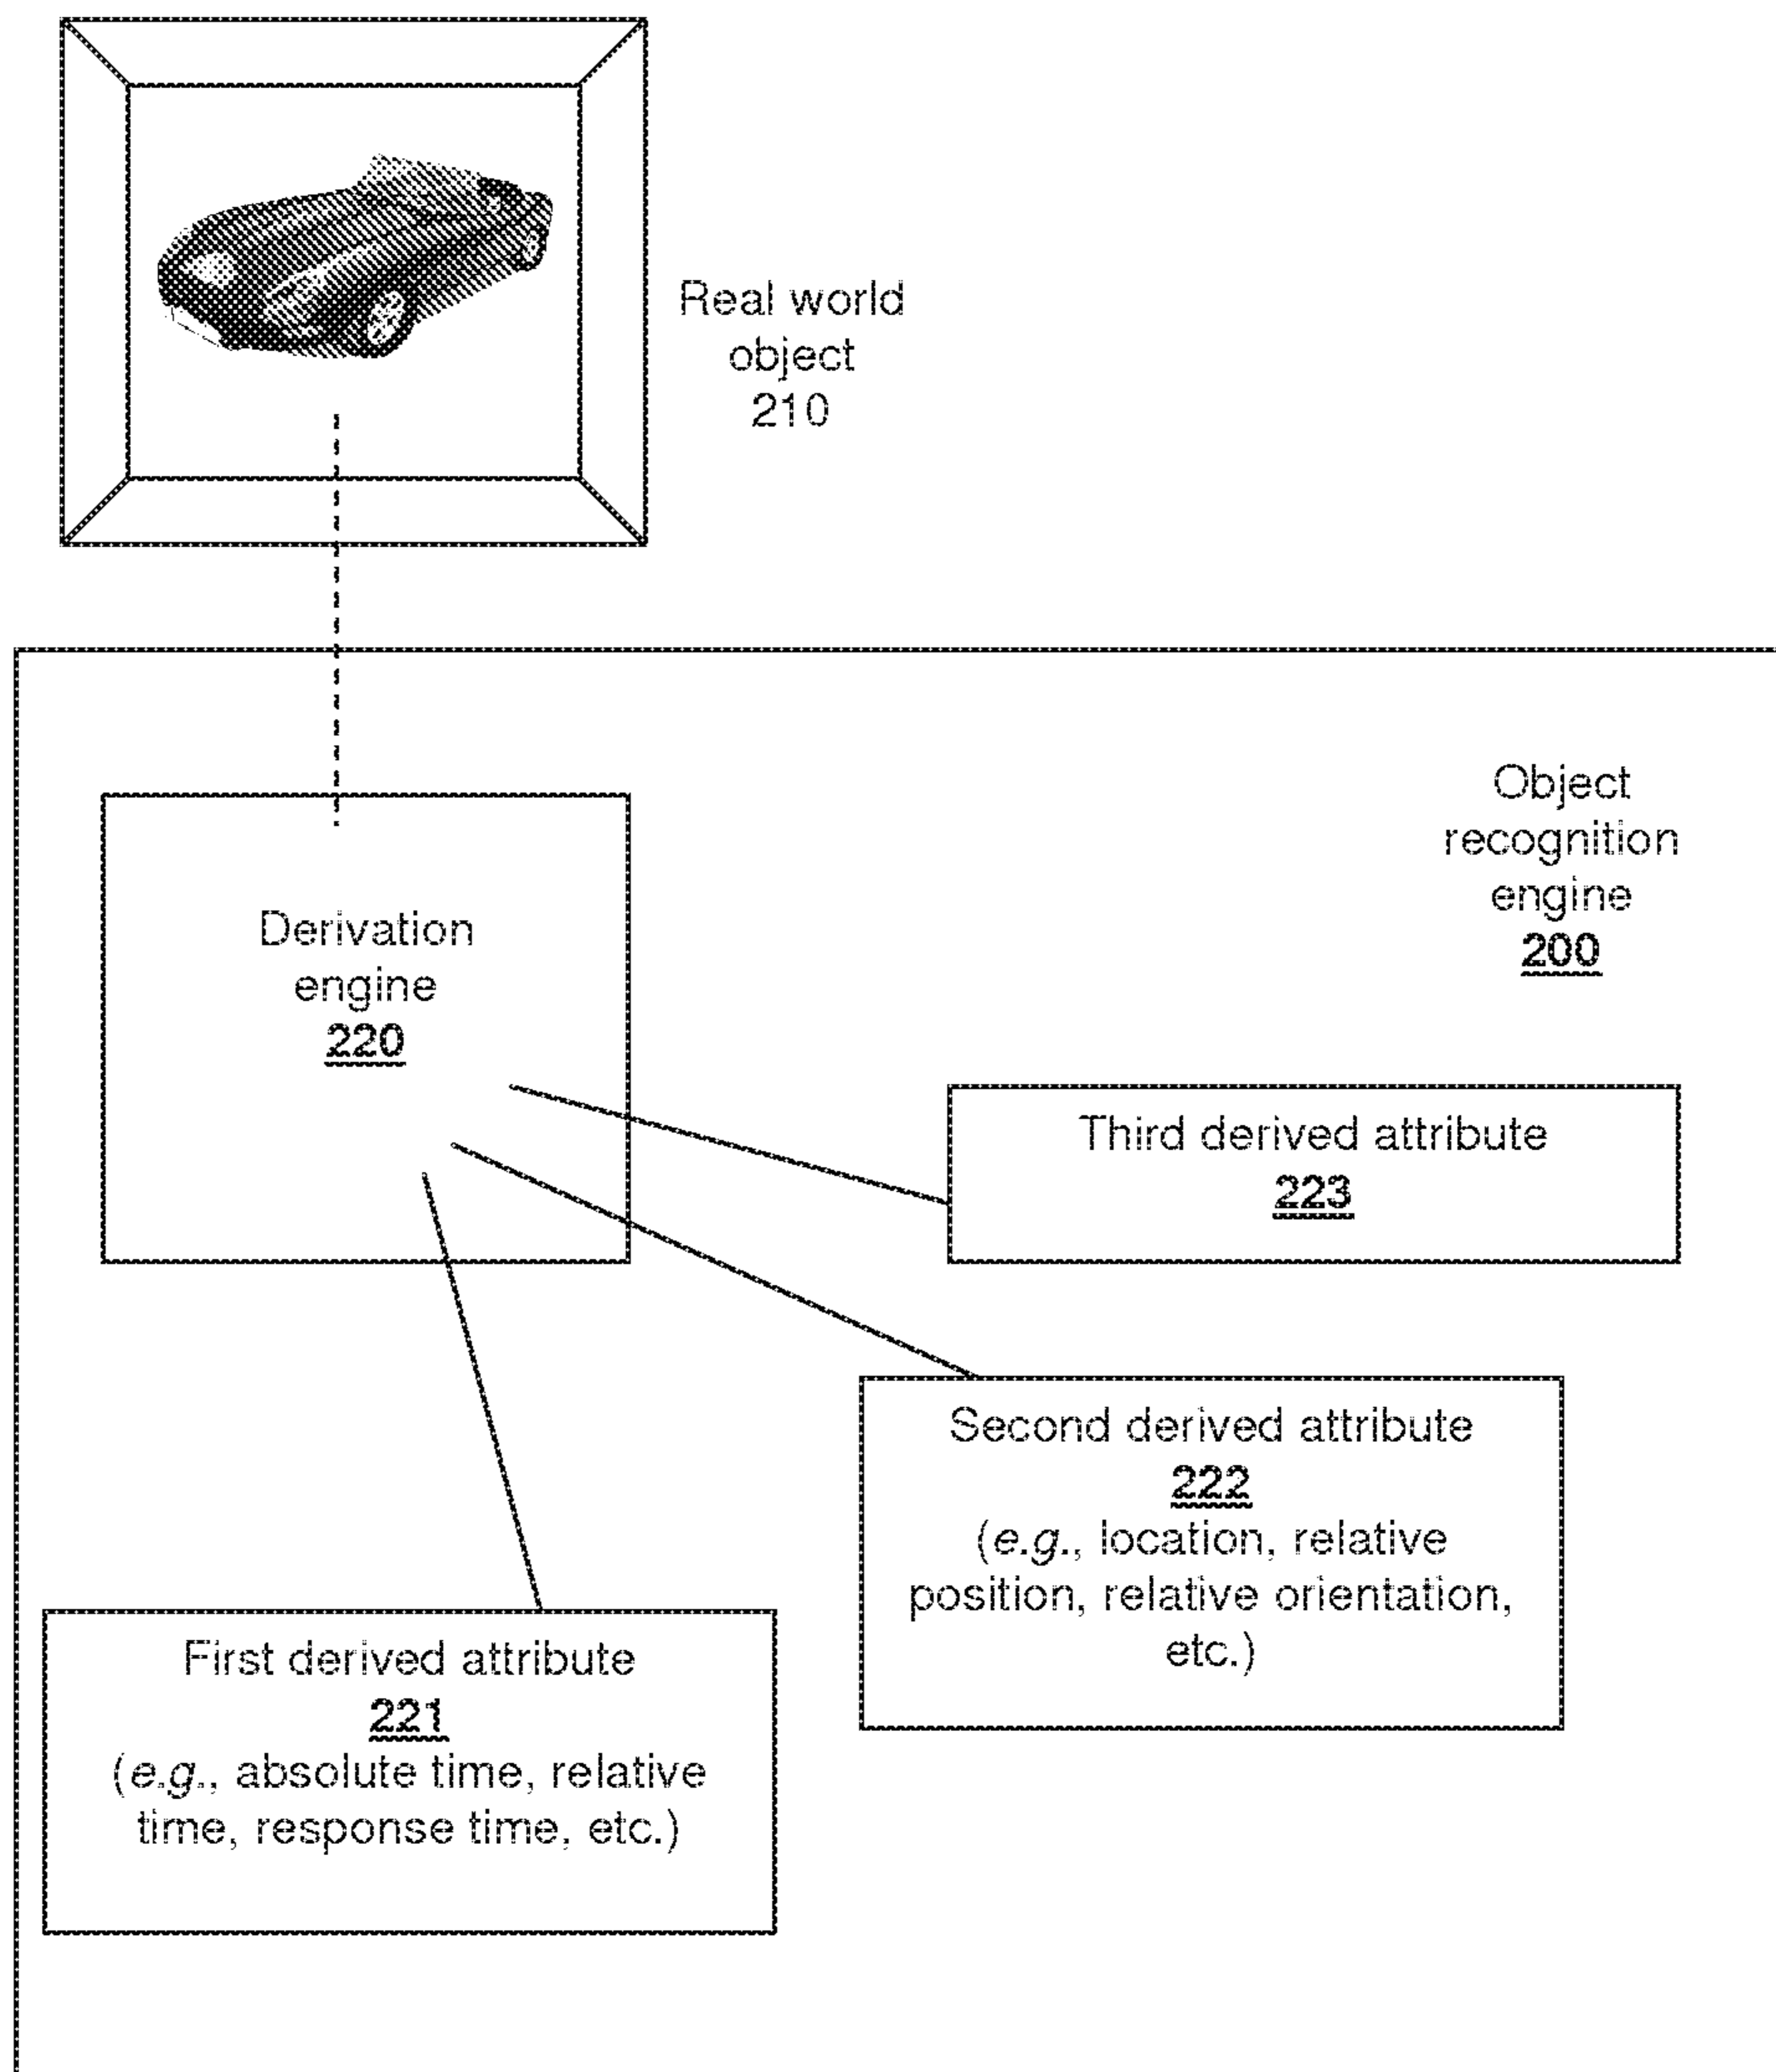 Real world
object
210
Object
recognition
engine
200
Derivation
engine
220
Third derived attribute
223
Second derived attribute
222
(e.g., location, relative
position, relative orientation,
etc.)
First derived attribute
221
(e.g., absolute time, relative
time, response time, etc.)